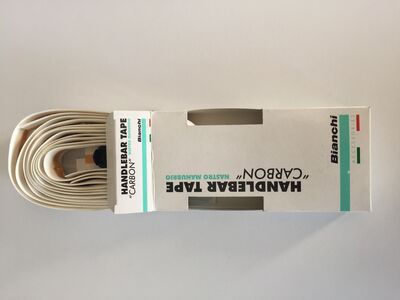 HANDLEBAR TAPE
"CARBON"
Bianchi
HANDLEBAR TAPE
"CARBON"
NASTRO MANUBRIO
Bianchi